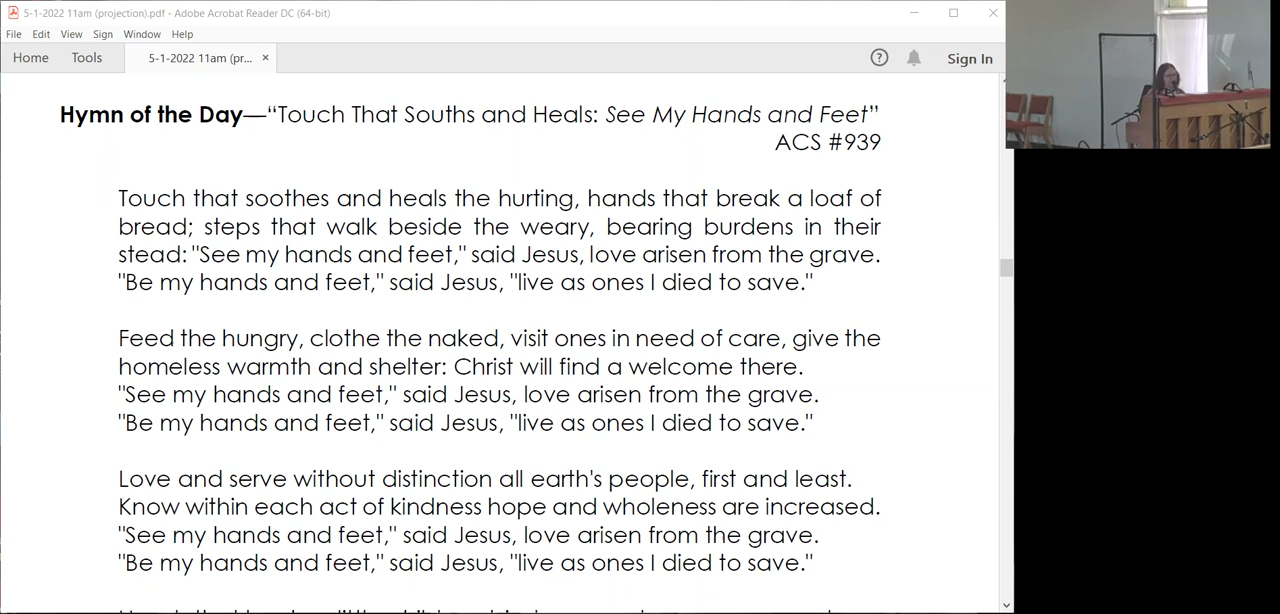 5-1-2022 11am (projection).pdf - Adobe Acrobat Reader DC (64-bit)
File Edit View Sign Window Help
Home Tools 5-1-2022 11am (pr... × Sign In
Hymn of the Day—“Touch That Souths and Heals: See My Hands and Feet”
ACS #939
Touch that soothes and heals the hurting, hands that break a loaf of
bread; steps that walk beside the weary, bearing burdens in their
stead: "See my hands and feet," said Jesus, love arisen from the grave.
"Be my hands and feet," said Jesus, "live as ones I died to save."
Feed the hungry, clothe the naked, visit ones in need of care, give the
homeless warmth and shelter: Christ will find a welcome there.
"See my hands and feet," said Jesus, love arisen from the grave.
"Be my hands and feet," said Jesus, "live as ones I died to save."
Love and serve without distinction all earth's people, first and least.
Know within each act of kindness hope and wholeness are increased.
"See my hands and feet," said Jesus, love arisen from the grave.
"Be my hands and feet," said Jesus, "live as ones I died to save."